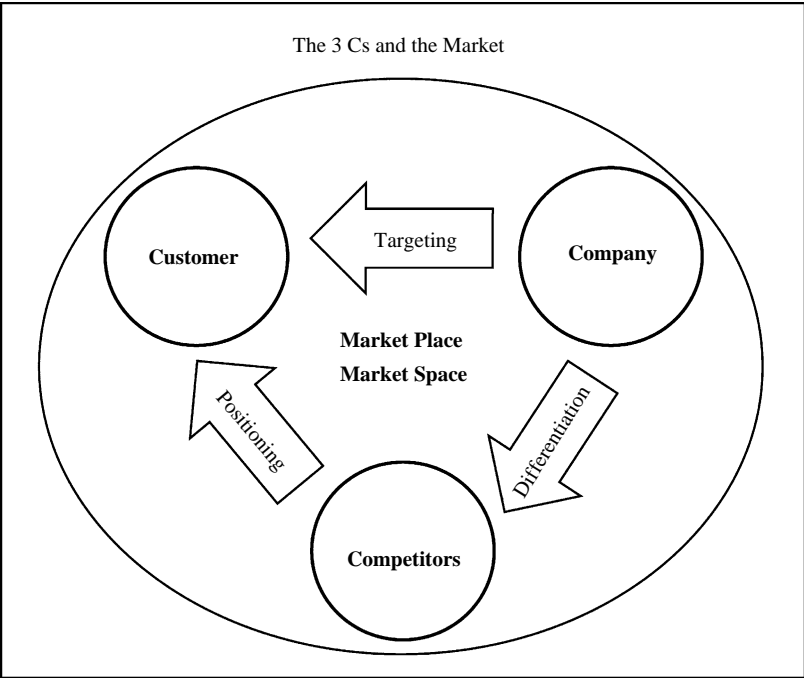 The 3 Cs and the Market
Customer
Targeting
Company
Market Place
Market Space
Positioning
Differentiation
Competitors